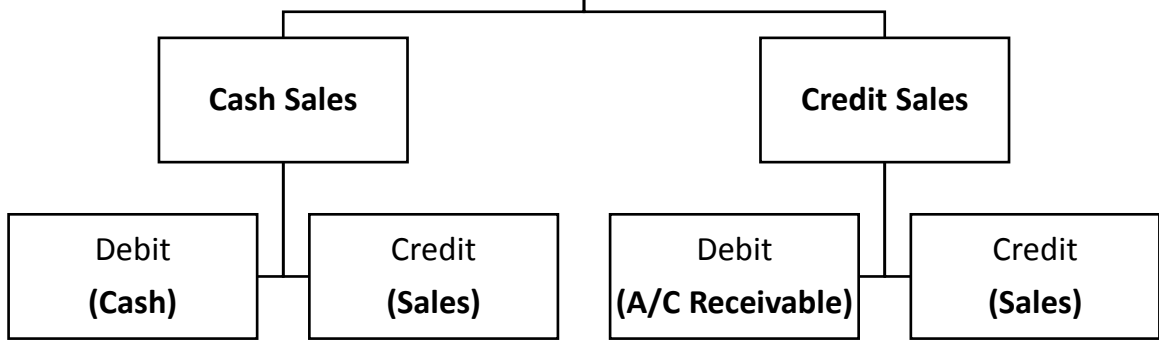 Cash Sales
Credit Sales
Debit
(Cash)
Credit
(Sales)
Debit
(A/C Receivable)
Credit
(Sales)